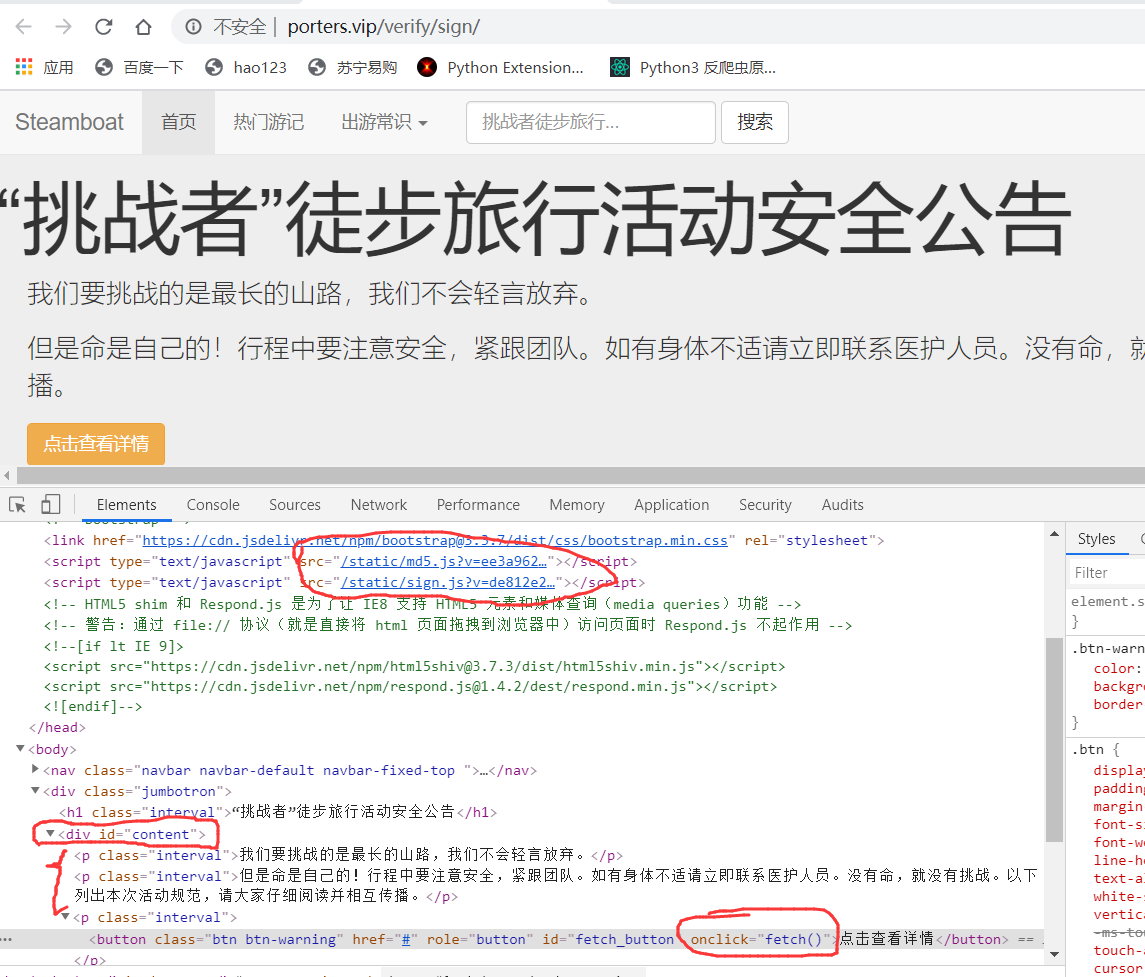 不安全 | porters.vip/verify/sign/
应用 百度一下 hao123 苏宁易购 Python Extension... Python3 反爬虫原...
Steamboat 首页 热门游记 出游常识 挑战者徒步旅行... 搜索
“挑战者”徒步旅行活动安全公告
我们要挑战的是最长的山路，我们不会轻言放弃。
但是命是自己的！行程中要注意安全，紧跟团队。如有身体不适请立即联系医护人员。没有命，就
播。
点击查看详情
Elements Console Sources Network Performance Memory Application Security Audits
<link href="https://cdn.jsdelivr.net/npm/bootstrap@3.3.7/dist/css/bootstrap.min.css" rel="stylesheet">
<script type="text/javascript" src="/static/md5.js?v=ee3a962…"></script>
<script type="text/javascript" src="/static/sign.js?v=de812e2…"></script>
<!-- HTML5 shim 和 Respond.js 是为了让 IE8 支持 HTML5 元素和媒体查询（media queries）功能 -->
<!-- 警告：通过 file:// 协议（就是直接将 html 页面拖拽到浏览器中）访问页面时 Respond.js 不起作用 -->
<!--[if lt IE 9]>
<script src="https://cdn.jsdelivr.net/npm/html5shiv@3.7.3/dist/html5shiv.min.js"></script>
<script src="https://cdn.jsdelivr.net/npm/respond.js@1.4.2/dest/respond.min.js"></script>
<![endif]-->
</head>
<body>
<nav class="navbar navbar-default navbar-fixed-top ">…</nav>
<div class="jumbotron">
<h1 class="interval">“挑战者”徒步旅行活动安全公告</h1>
<div id="content">
<p class="interval">我们要挑战的是最长的山路，我们不会轻言放弃。</p>
<p class="interval">但是命是自己的！行程中要注意安全，紧跟团队。如有身体不适请立即联系医护人员。没有命，就没有挑战。以下
列出本次活动规范，请大家仔细阅读并相互传播。</p>
<p class="interval">
<button class="btn btn-warning" href="#" role="button" id="fetch_button" onclick="fetch()">点击查看详情</button> ==
</p>
Styles
Filter
element.s
}
.btn-warn
color:
backgro
border
}
.btn {
display
padding
margin
font-si
font-we
line-he
text-al
white-s
vertica
-ms-tou
touch-a
cursor